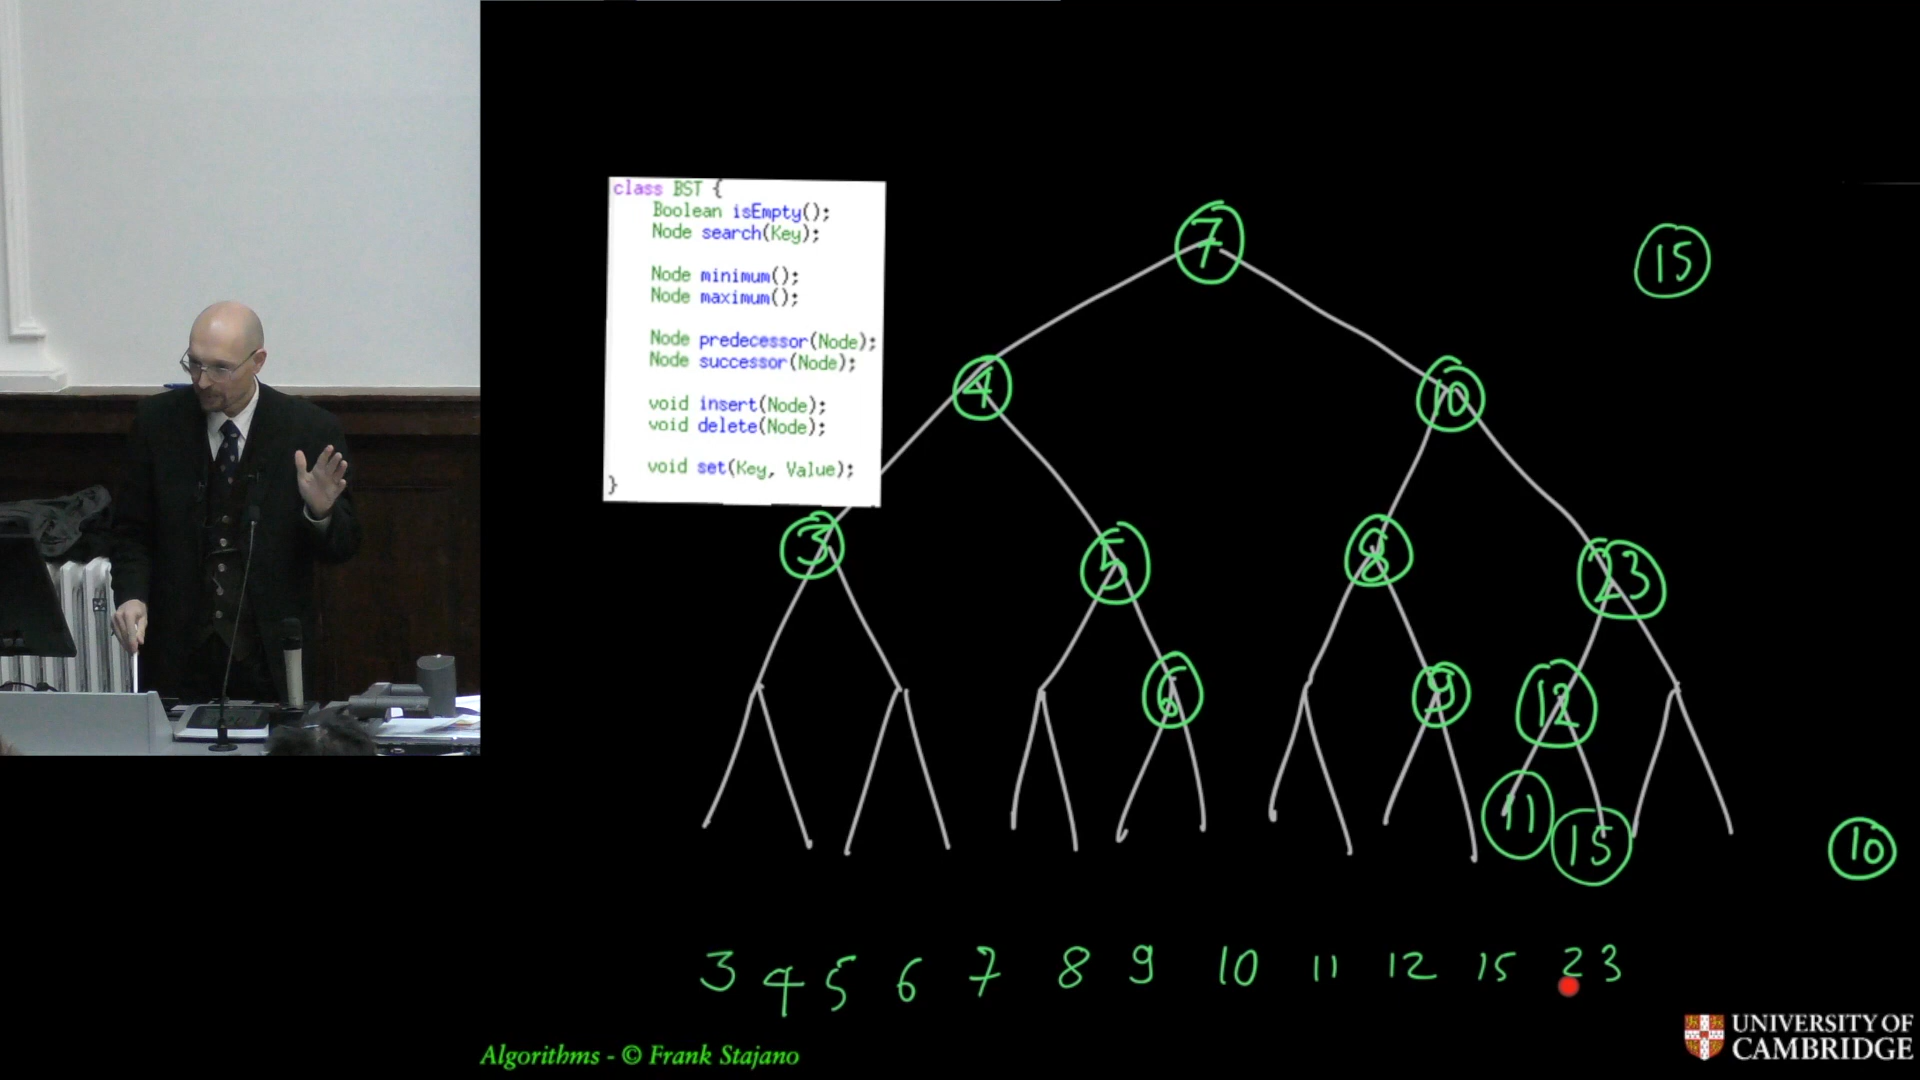 class BST {
Boolean isEmpty();
Node search(Key);
Node minimum();
Node maximum();
Node predecessor(Node);
Node successor(Node);
void insert(Node);
void delete(Node);
void set(Key, Value);
}
7
15
4
10
3
5
8
23
6
9
12
11
15
10
3 4 5 6 7 8 9 10 11 12 15 23
Algorithms - © Frank Stajano
UNIVERSITY OF
CAMBRIDGE